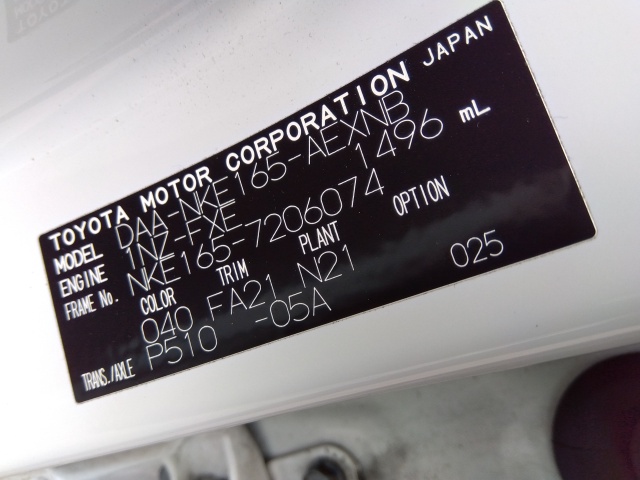 TOYOTA MOTOR CORPORATION JAPAN
MODEL DAA-NKE165-AEXNB
ENGINE 1NZ-FXE 1496 mL
FRAME No. NKE165-7206074
COLOR TRIM PLANT OPTION
040 FA21 N21 025
TRANS./AXLE P510 -05A